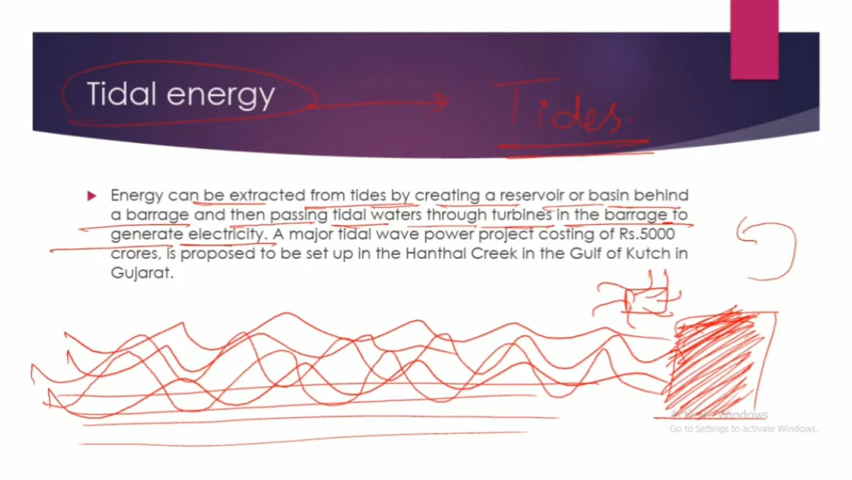 Tidal energy
Tides.
Energy can be extracted from tides by creating a reservoir or basin behind
a barrage and then passing tidal waters through turbines in the barrage to
generate electricity. A major tidal wave power project costing of Rs.5000
crores, is proposed to be set up in the Hanthal Creek in the Gulf of Kutch in
Gujarat.
Activate Windows
Go to Settings to activate Windows.